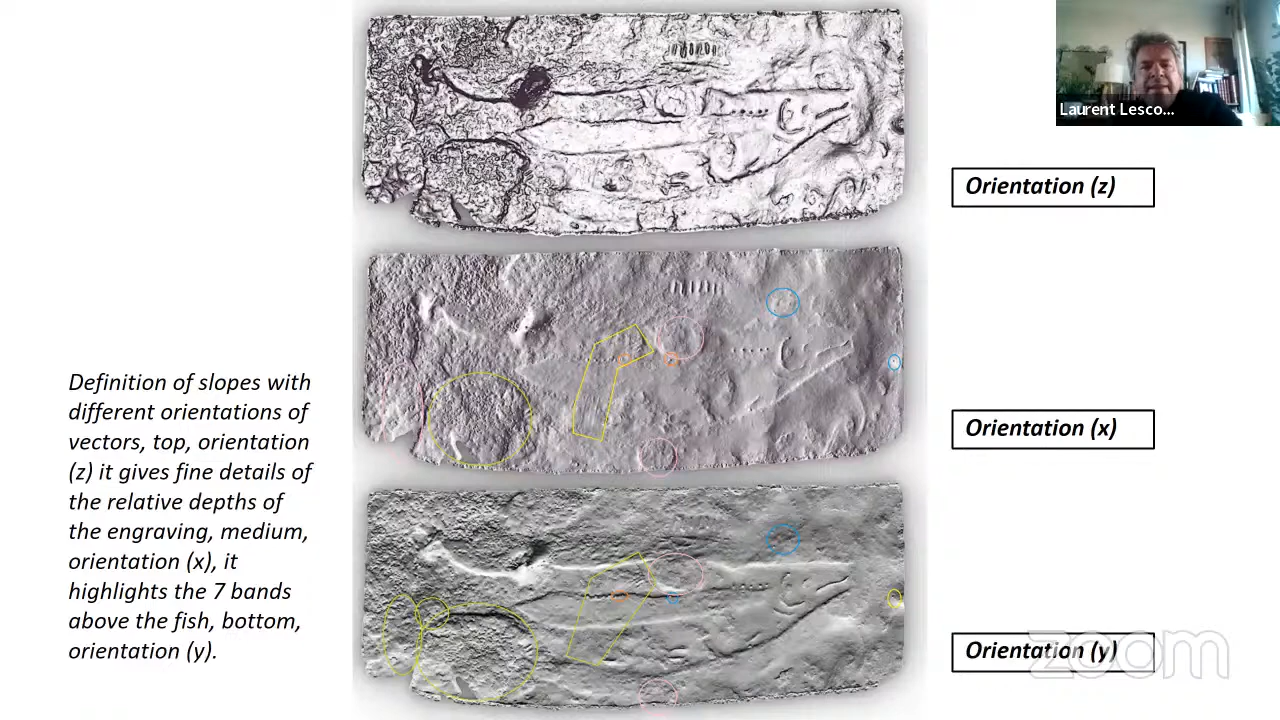 Laurent Lesco...
Orientation (z)
Orientation (x)
Definition of slopes with
different orientations of
vectors, top, orientation
(z) it gives fine details of
the relative depths of
the engraving, medium,
orientation (x), it
highlights the 7 bands
above the fish, bottom,
orientation (y).
Orientation (y)
zoom